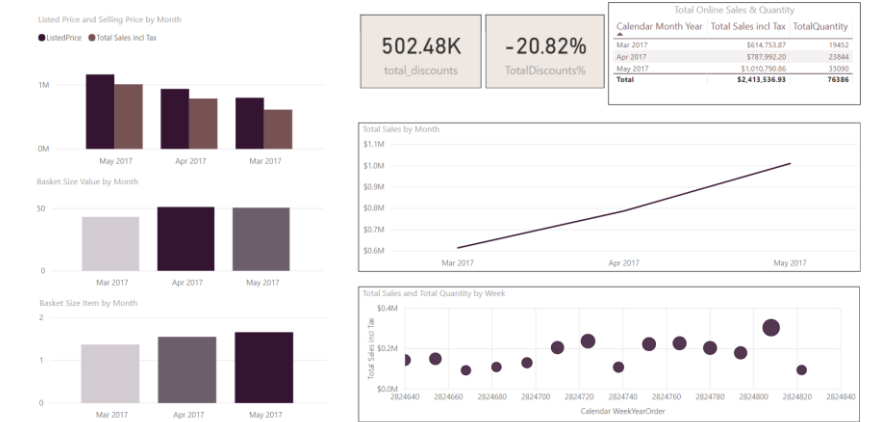 Listed Price and Selling Price by Month
ListedPrice Total Sales incl Tax
1M
0M
May 2017 Apr 2017 Mar 2017
Basket Size Value by Month
50
0
Mar 2017 Apr 2017 May 2017
Basket Size Item by Month
2
1
0
Mar 2017 Apr 2017 May 2017
502.48K
total_discounts
-20.82%
TotalDiscounts%
Total Online Sales & Quantity
Calendar Month Year Total Sales incl Tax TotalQuantity
Mar 2017 $614,753.87 19452
Apr 2017 $787,992.20 23844
May 2017 $1,010,790.86 33090
Total $2,413,536.93 76386
Total Sales by Month
$1.1M
$1.0M
$0.9M
$0.8M
$0.7M
$0.6M
Mar 2017 Apr 2017 May 2017
Total Sales and Total Quantity by Week
Total Sales incl Tax
$0.4M
$0.2M
$0.0M
2824640 2824660 2824680 2824700 2824720 2824740 2824760 2824780 2824800 2824820 2824840
Calendar WeekYearOrder